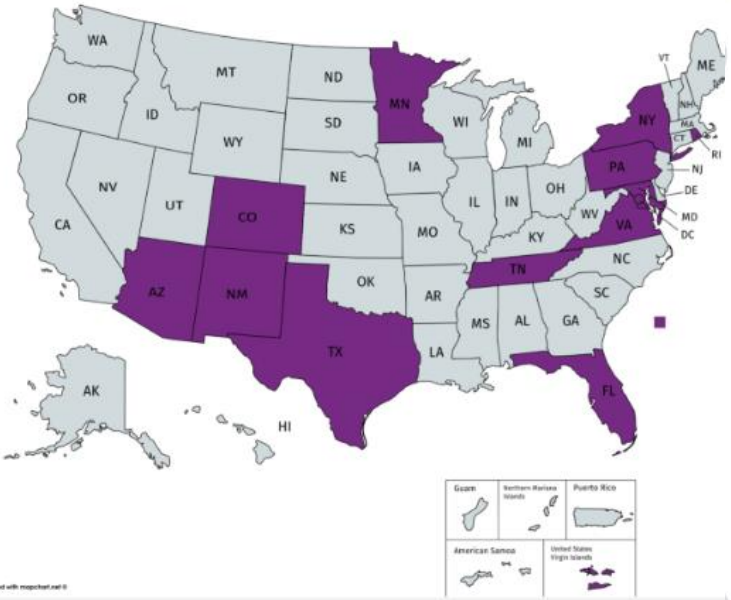 WA
MT
ND
MN
VT
ME
OR
ID
SD
WI
MI
NY
NH
MA
CT
RI
WY
NE
IA
PA
NJ
NV
UT
CO
IL
IN
OH
DE
CA
KS
MO
WV
VA
MD
DC
KY
AZ
NM
OK
AR
TN
NC
SC
TX
LA
MS
AL
GA
FL
AK
HI
Guam
Northern Mariana
Islands
Puerto Rico
American Samoa
United States
Virgin Islands
d with mapchart.net ©